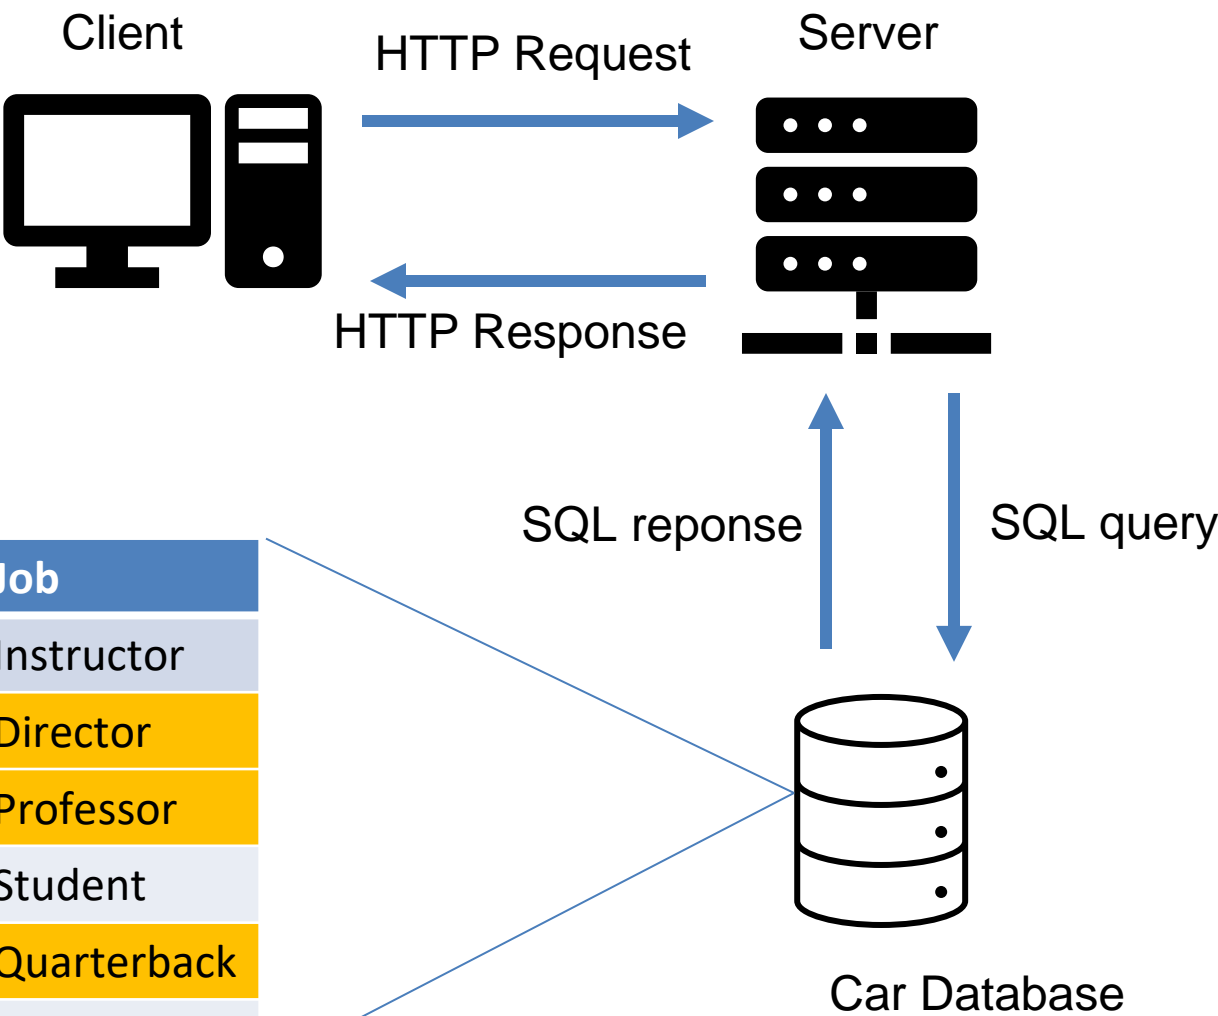 Client
HTTP Request
Server
HTTP Response
SQL reponse
SQL query
Job
Instructor
Director
Professor
Student
Quarterback
Car Database